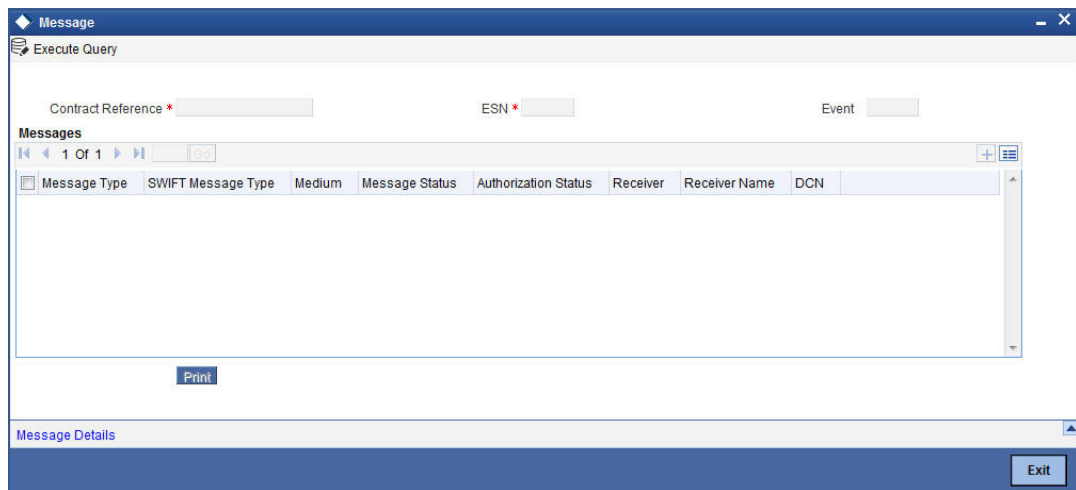 Message
Execute Query
Contract Reference * ESN * Event
Messages
1 Of 1 Go
Message Type SWIFT Message Type Medium Message Status Authorization Status Receiver Receiver Name DCN
Print
Message Details
Exit